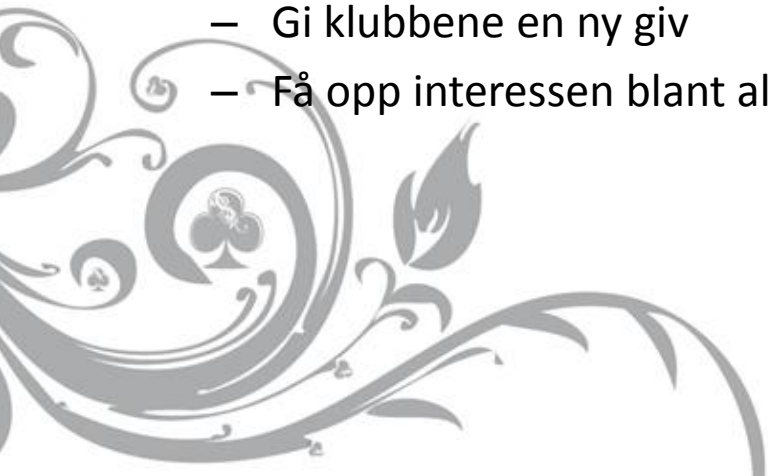 – Gi klubbene en ny giv
– Få opp interessen blant al